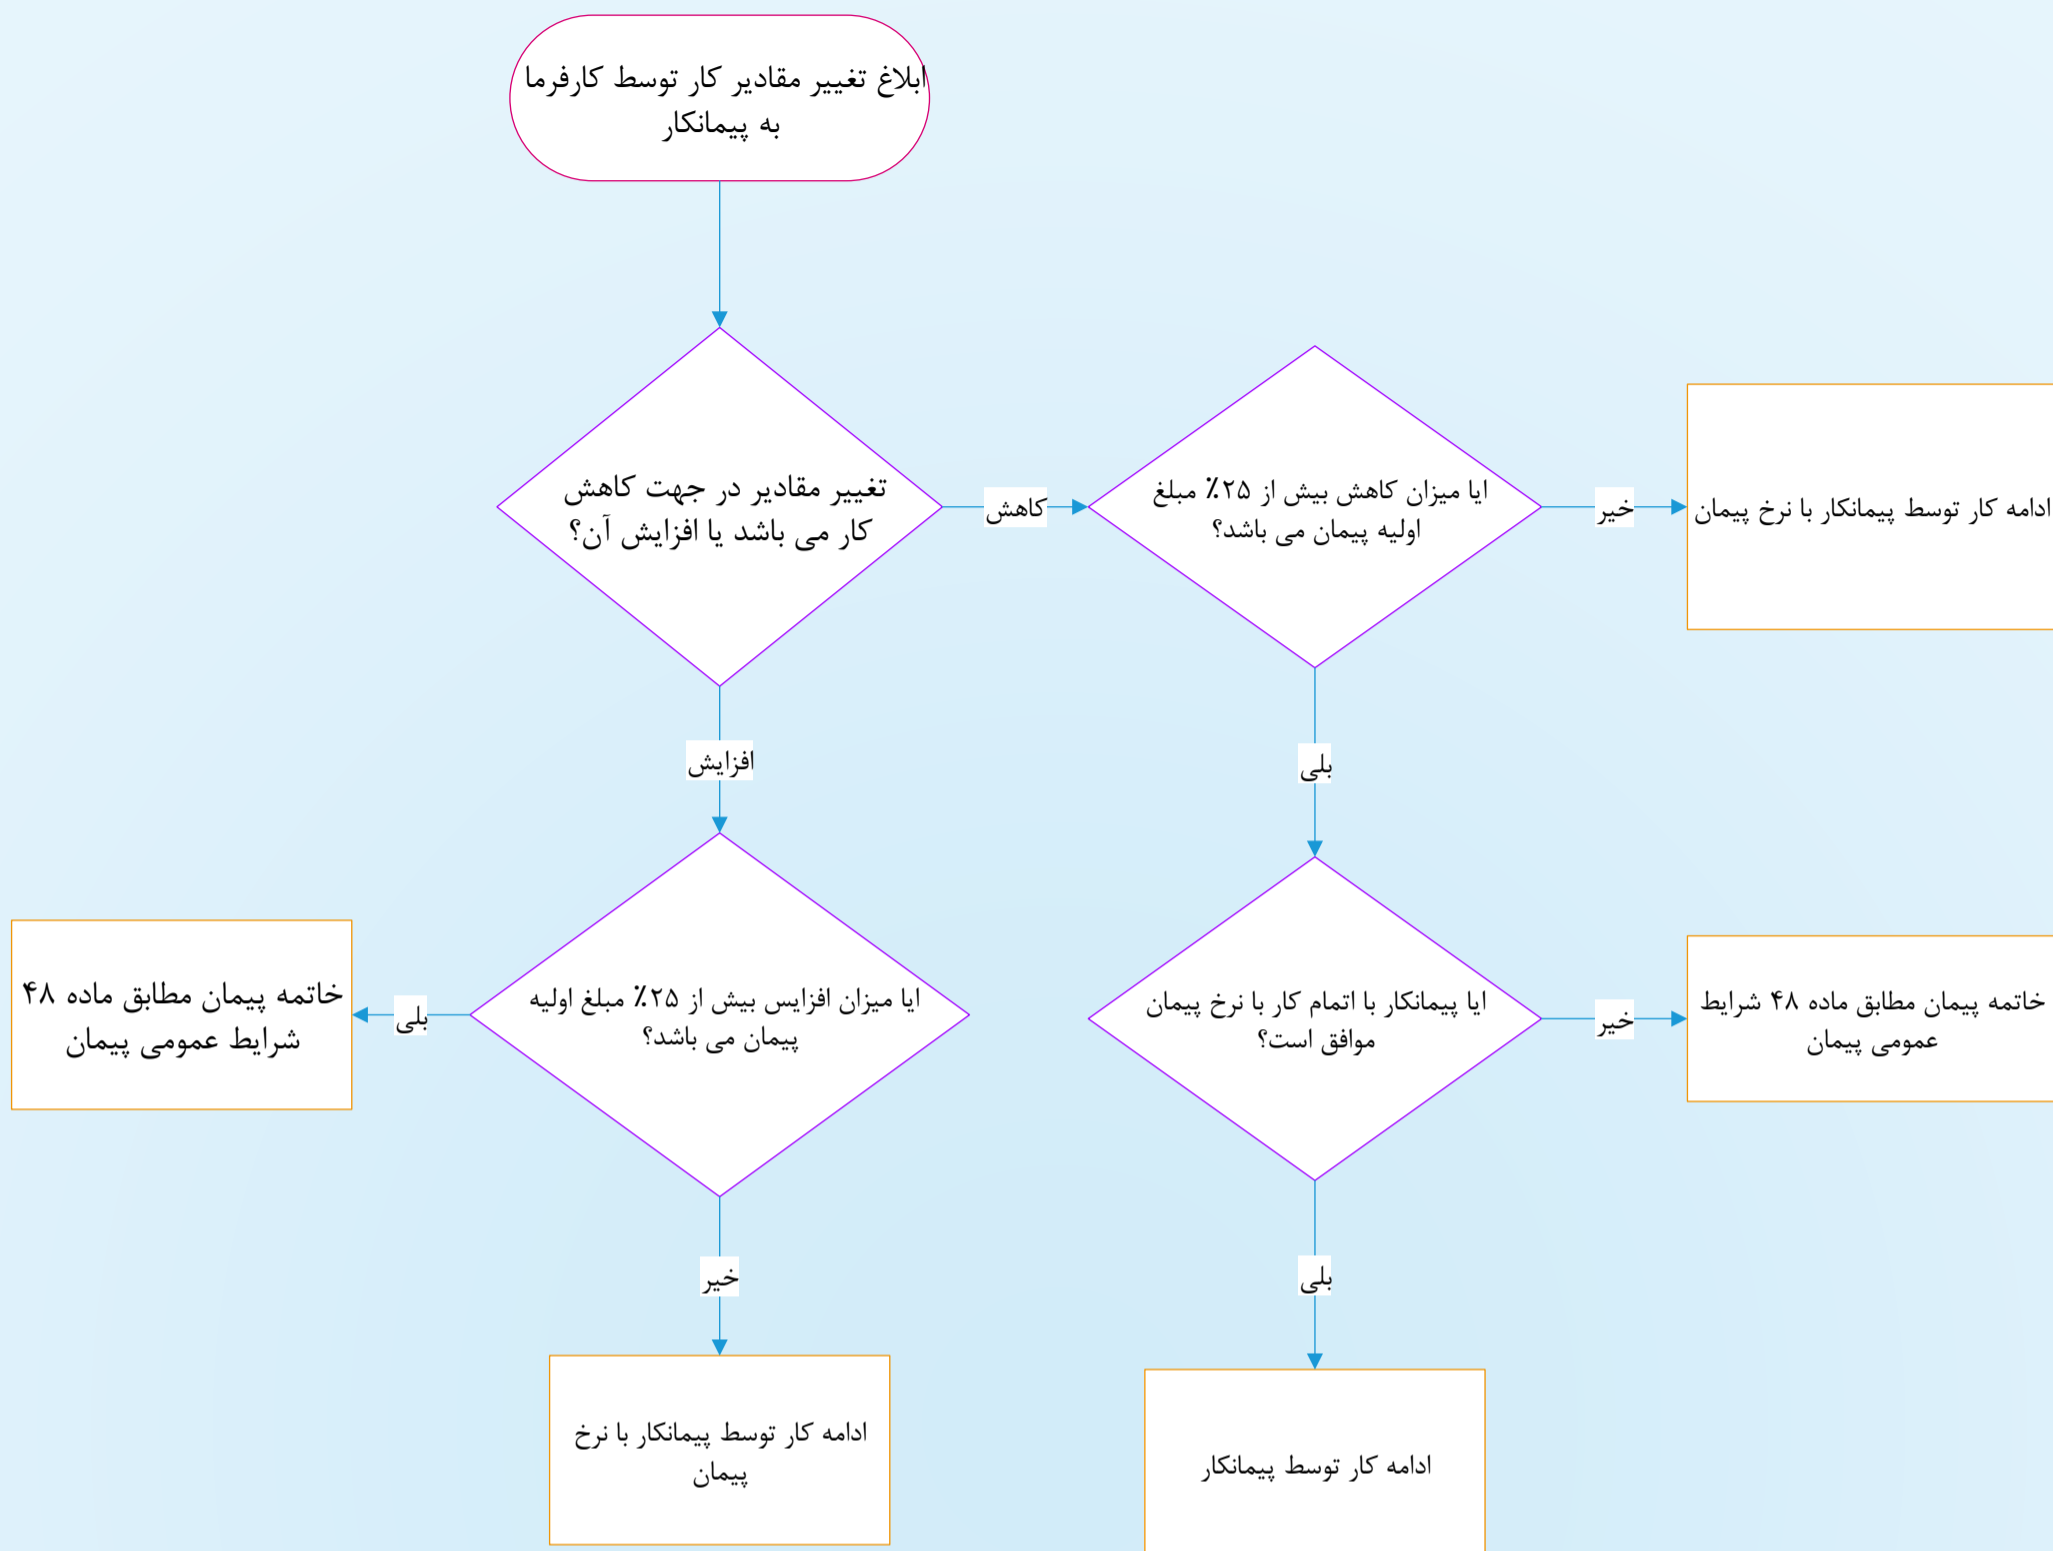 ابلاغ تغییر مقادیر کار توسط کارفرما
به پیمانکار
تغییر مقادیر در جهت کاهش
کار می باشد یا افزایش آن؟
کاهش
ایا میزان کاهش بیش از ۲۵٪ مبلغ
اولیه پیمان می باشد؟
خیر
ادامه کار توسط پیمانکار با نرخ پیمان
افزایش
بلی
ایا میزان افزایس بیش از ۲۵٪ مبلغ اولیه
پیمان می باشد؟
بلی
خاتمه پیمان مطابق ماده ۴۸
شرایط عمومی پیمان
ایا پیمانکار با اتمام کار با نرخ پیمان
موافق است؟
خیر
خاتمه پیمان مطابق ماده ۴۸ شرایط
عمومی پیمان
خیر
بلی
ادامه کار توسط پیمانکار با نرخ
پیمان
ادامه کار توسط پیمانکار